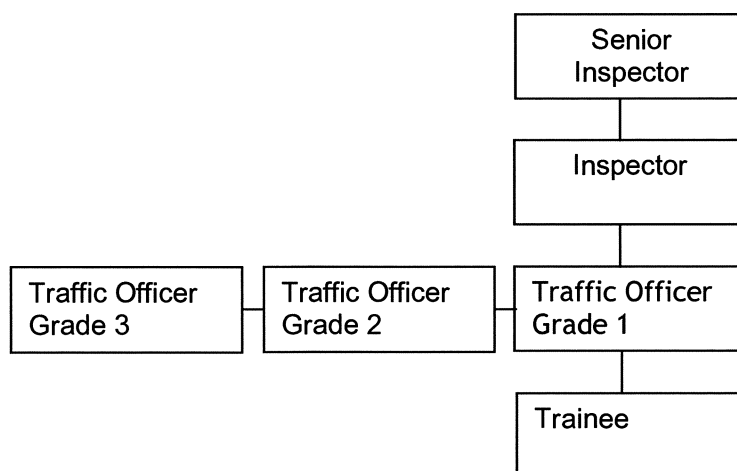 Senior
Inspector
Inspector
Traffic Officer
Grade 3
Traffic Officer
Grade 2
Traffic Officer
Grade 1
Trainee